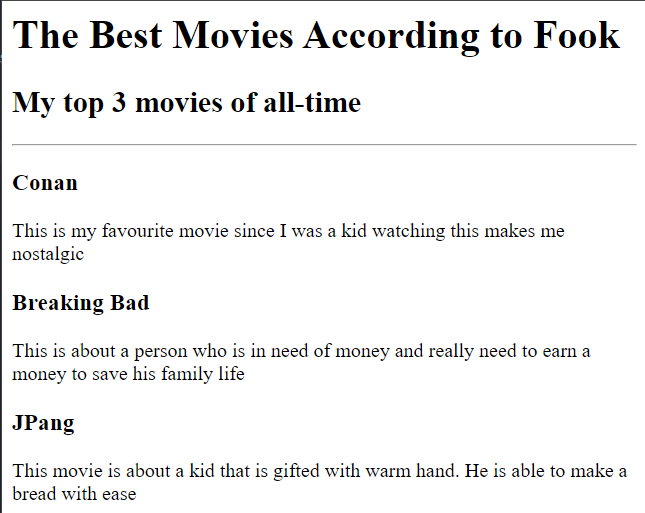 The Best Movies According to Fook
My top 3 movies of all-time
Conan
This is my favourite movie since I was a kid watching this makes me
nostalgic
Breaking Bad
This is about a person who is in need of money and really need to earn a
money to save his family life
JPang
This movie is about a kid that is gifted with warm hand. He is able to make a
bread with ease